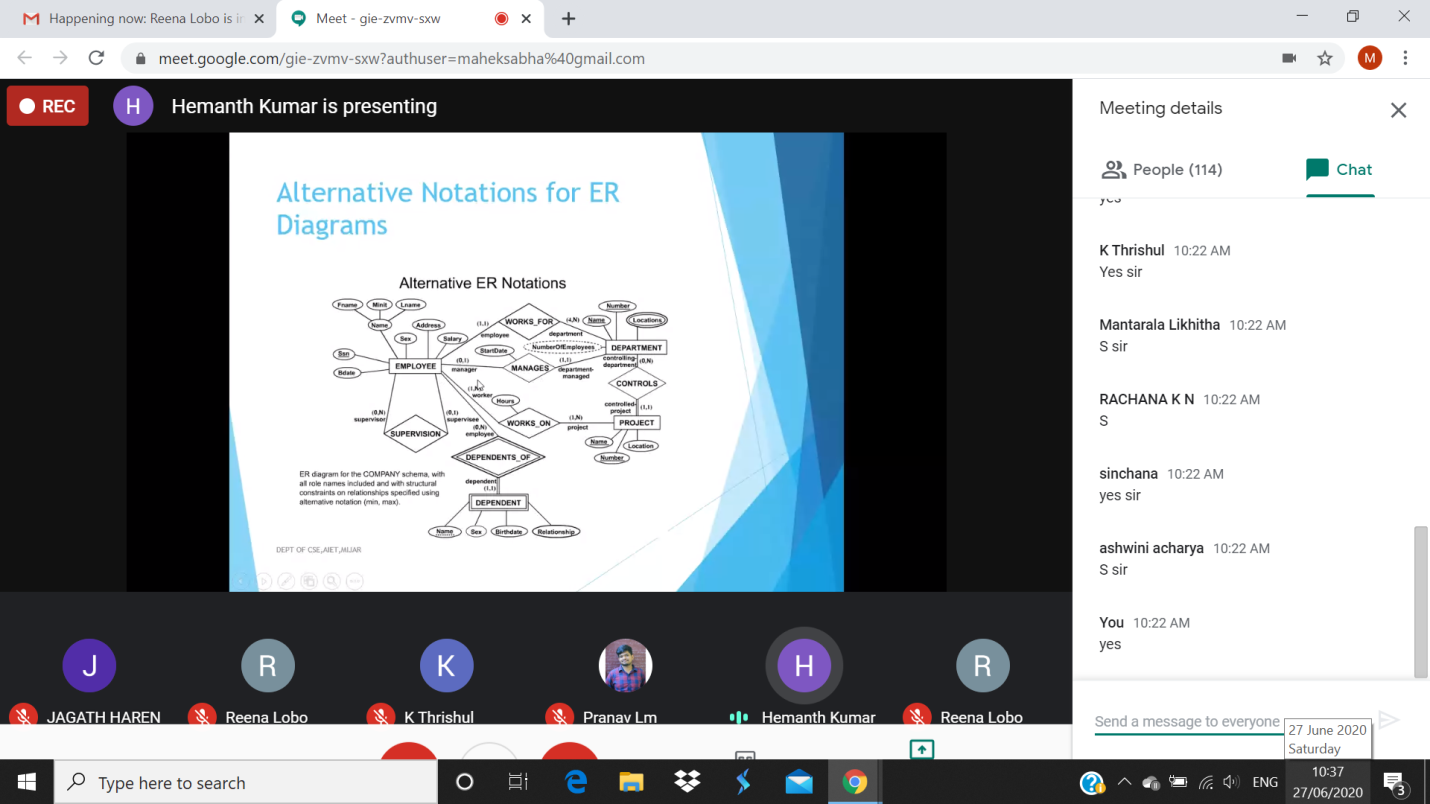 Happening now: Reena Lobo is in
Meet - gie-zvmv-sxw
meet.google.com/gie-zvmv-sxw?authuser=maheksabha%40gmail.com
M
REC
H
Hemanth Kumar is presenting
Alternative Notations for ER
Diagrams
Alternative ER Notations
Fname
Minit
Lname
Name
Address
Sex
Salary
Ssn
Bdate
EMPLOYEE
(1,1)
employee
WORKS_FOR
(4,N)
department
Number
Name
Locations
StartDate
NumberOfEmployees
DEPARTMENT
(0,1)
manager
MANAGES
(1,1)
department-
managed
controlling-
department
(0,N)
CONTROLS
worker
Hours
controlled-
project
(1,1)
(0,N)
supervisor
(0,1)
supervisee
(0,N)
employee
WORKS_ON
(1,N)
project
PROJECT
SUPERVISION
Name
Location
Number
DEPENDENTS_OF
dependent
(1,1)
DEPENDENT
Name
Sex
Birthdate
Relationship
ER diagram for the COMPANY schema, with
all role names included and with structural
constraints on relationships specified using
alternative notation (min, max).
DEPT OF CSE,AIET,MIJAR
J
JAGATH HAREN
R
Reena Lobo
K
K Thrishul
Pranav Lm
H
Hemanth Kumar
R
Reena Lobo
Meeting details
People (114)
Chat
yes
K Thrishul 10:22 AM
Yes sir
Mantarala Likhitha 10:22 AM
S sir
RACHANA K N 10:22 AM
S
sinchana 10:22 AM
yes sir
ashwini acharya 10:22 AM
S sir
You 10:22 AM
yes
Send a message to everyone
27 June 2020
Saturday
Type here to search
ENG
10:37
27/06/2020
3